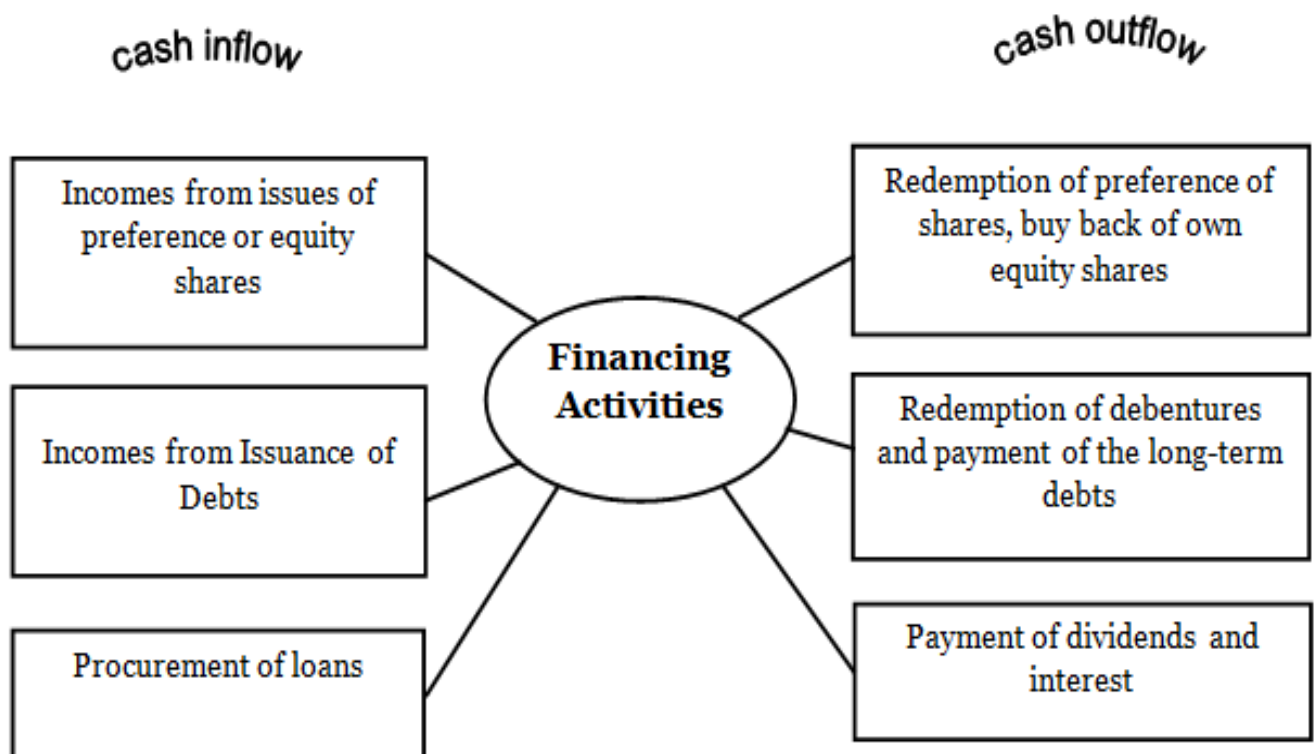 cash inflow
cash outflow
Incomes from issues of
preference or equity
shares
Redemption of preference of
shares, buy back of own
equity shares
Financing
Activities
Incomes from Issuance of
Debts
Redemption of debentures
and payment of the long-term
debts
Procurement of loans
Payment of dividends and
interest